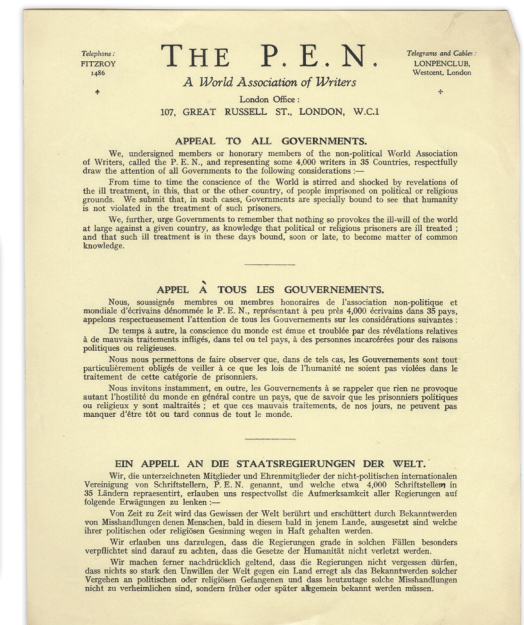 Telephone:
FITZROY
1486
THE P. E. N.
A World Association of Writers
London Office:
107, GREAT RUSSELL ST., LONDON, W.C.1
Telegrams and Cables:
LONPENCLUB,
Westcent, London
APPEAL TO ALL GOVERNMENTS.
We, undersigned members or honorary members of the non-political World Association
of Writers, called the P. E. N., and representing some 4,000 writers in 35 Countries, respectfully
draw the attention of all Governments to the following considerations :—
From time to time the conscience of the World is stirred and shocked by revelations of
the ill treatment, in this, that or the other country, of people imprisoned on political or religious
grounds. We submit that, in such cases, Governments are specially bound to see that humanity
is not violated in the treatment of such prisoners.
We, further, urge Governments to remember that nothing so provokes the ill-will of the world
at large against a given country, as knowledge that political or religious prisoners are ill treated ;
and that such ill treatment is in these days bound, soon or late, to become matter of common
knowledge.
APPEL À TOUS LES GOUVERNEMENTS.
Nous, soussignés membres ou membres honoraires de l'association non-politique et
mondiale d'écrivains dénommée le P. E. N., représentant à peu près 4,000 écrivains dans 35 pays,
appelons respectueusement l'attention de tous les Gouvernements sur les considérations suivantes :
De temps à autre, la conscience du monde est émue et troublée par des révélations relatives
à de mauvais traitements infligés, dans tel ou tel pays, à des personnes incarcérées pour des raisons
politiques ou religieuses.
Nous nous permettons de faire observer que, dans de tels cas, les Gouvernements sont tout
particulièrement obligés de veiller à ce que les lois de l'humanité ne soient pas violées dans le
traitement de cette catégorie de prisonniers.
Nous invitons instamment, en outre, les Gouvernements à se rappeler que rien ne provoque
autant l'hostilité du monde en général contre un pays, que de savoir que les prisonniers politiques
ou religieux y sont maltraités ; et que ces mauvais traitements, de nos jours, ne peuvent pas
manquer d'être tôt ou tard connus de tout le monde.
EIN APPELL AN DIE STAATSREGIERUNGEN DER WELT.
Wir, die unterzeichneten Mitglieder und Ehrenmitglieder der nicht-politischen internationalen
Vereinigung von Schriftstellern, P. E. N. genannt, und welche etwa 4,000 Schriftstellern in
35 Ländern repraesentirt, erlauben uns respectvollst die Aufmerksamkeit aller Regierungen auf
folgende Erwägungen zu lenken :—
Von Zeit zu Zeit wird das Gewissen der Welt berührt und erschüttert durch Bekanntwerden
von Misshandlungen denen Menschen, bald in diesem bald in jenem Lande, ausgesetzt sind welche
ihrer politischen oder religiösen Gesinnung wegen in Haft gehalten werden.
Wir erlauben uns darzulegen, dass die Regierungen grade in solchen Fällen besonders
verpflichtet sind darauf zu achten, dass die Gesetze der Humanität nicht verletzt werden.
Wir machen ferner nachdrücklich geltend, dass die Regierungen nicht vergessen dürfen,
dass nichts so stark den Unwillen der Welt gegen ein Land erregt als das Bekanntwerden solcher
Vergehen an politischen oder religiösen Gefangenen und dass heutzutage solche Misshandlungen
nicht zu verheimlichen sind, sondern früher oder später allgemein bekannt werden müssen.